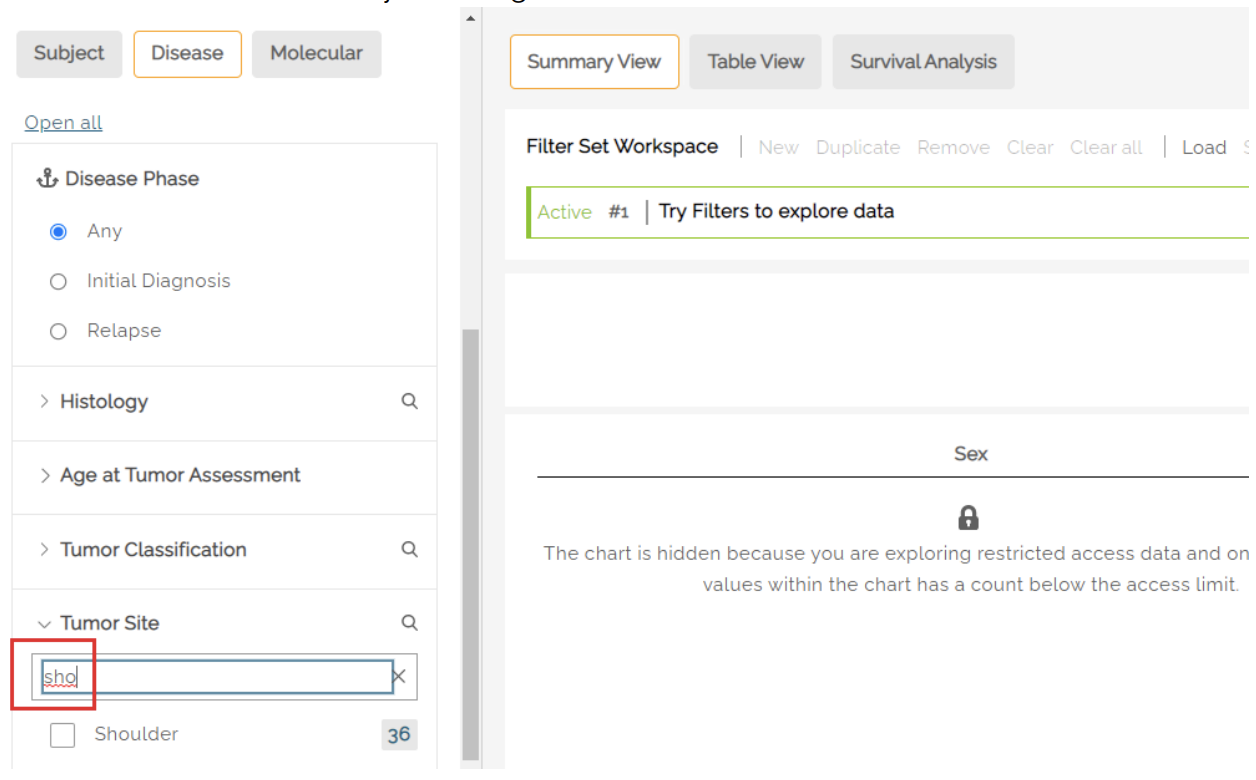 Subject Disease Molecular
Open all
Disease Phase
Any
Initial Diagnosis
Relapse
Histology
Age at Tumor Assessment
Tumor Classification
Tumor Site
sho
Shoulder 36
Summary View Table View Survival Analysis
Filter Set Workspace | New Duplicate Remove Clear Clear all | Load
Active #1 | Try Filters to explore data
Sex
The chart is hidden because you are exploring restricted access data and on
values within the chart has a count below the access limit.